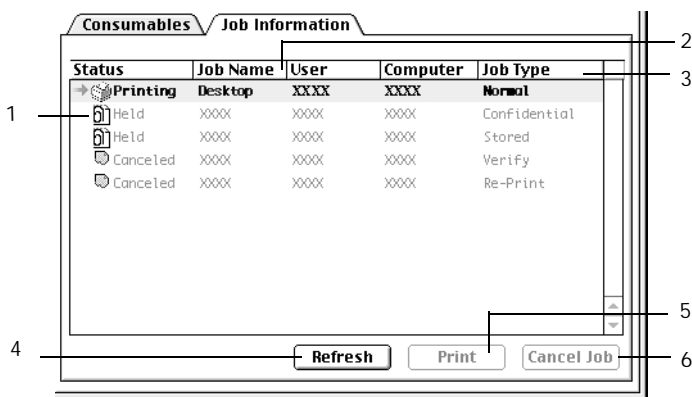 Consumables Job Information
2
Status Job Name User Computer Job Type
3
Printing Desktop XXXX XXXX Normal
1
Held XXXX XXXX XXXX Confidential
Held XXXX XXXX XXXX Stored
Canceled XXXX XXXX XXXX Verify
Canceled XXXX XXXX XXXX Re-Print
5
4
Refresh Print Cancel Job
6